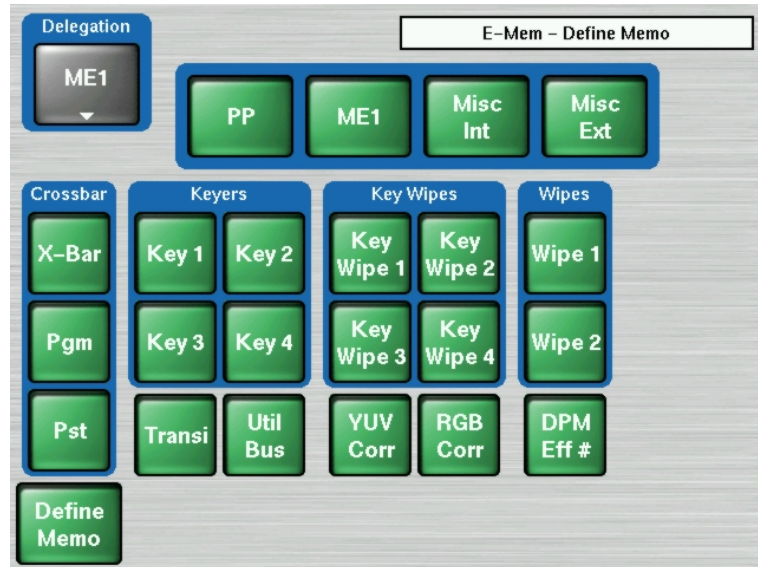 Delegation
E-Mem – Define Memo
ME1
PP
ME1
Misc
Int
Misc
Ext
Crossbar
Keyers
Key Wipes
Wipes
X-Bar
Key 1
Key 2
Key
Wipe 1
Key
Wipe 2
Wipe 1
Pgm
Key 3
Key 4
Key
Wipe 3
Key
Wipe 4
Wipe 2
Pst
Transi
Util
Bus
YUV
Corr
RGB
Corr
DPM
Eff #
Define
Memo